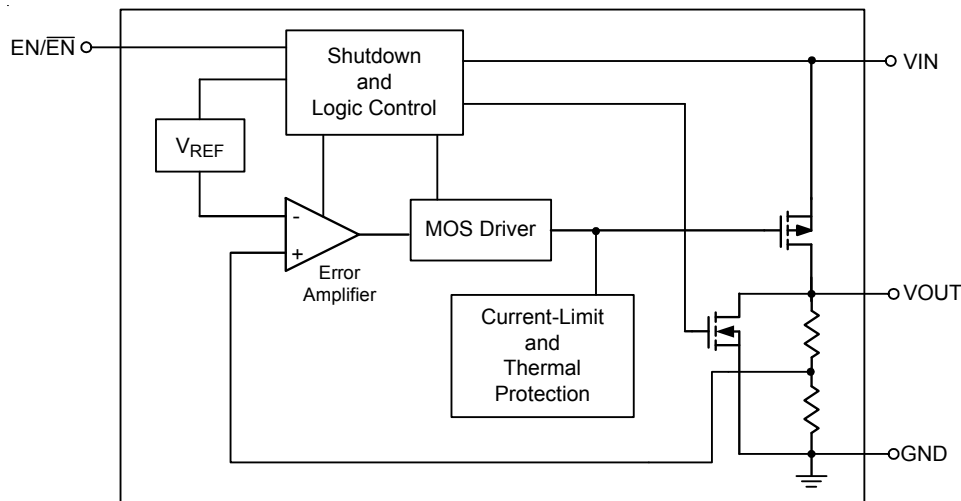 EN/EN
Shutdown
and
Logic Control
VIN
VREF
-
+
MOS Driver
Error
Amplifier
Current-Limit
and
Thermal
Protection
VOUT
GND